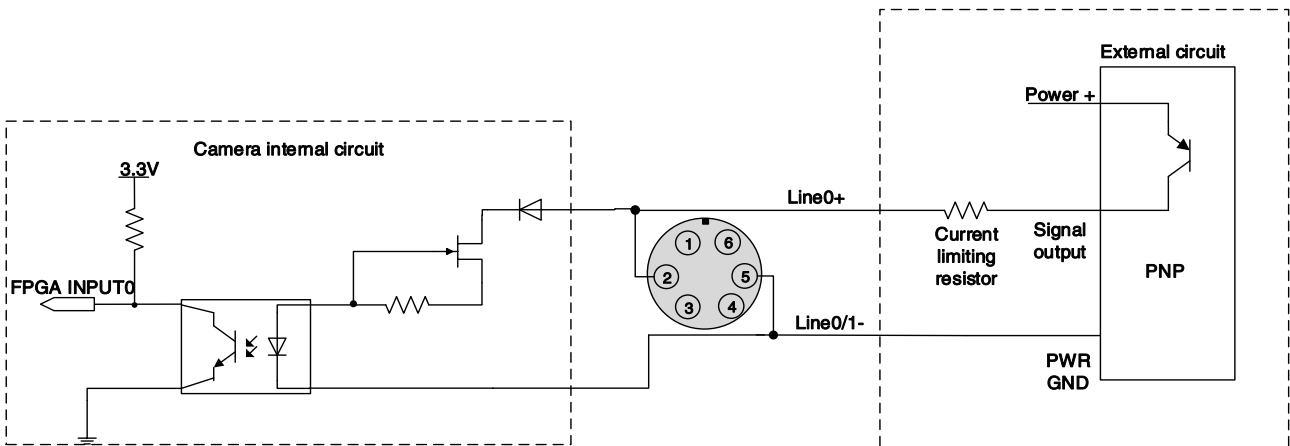 External circuit
Power +
Camera internal circuit
3.3V
Line0+
Current
limiting
resistor
Signal
output
PNP
1
6
2
5
3
4
FPGA INPUT0
Line0/1-
PWR
GND